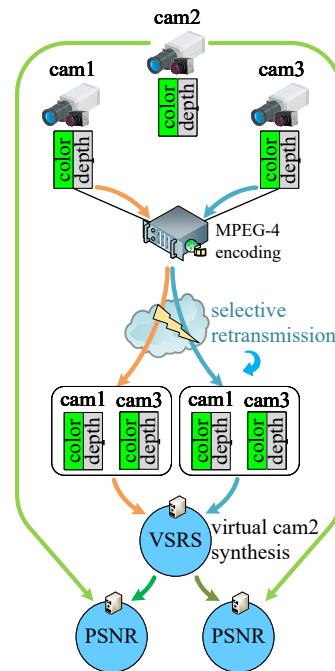 cam2
cam1
cam3
color
depth
color
depth
color
depth
MPEG-4
encoding
selective
retransmission
cam1
cam3
cam1
cam3
color
depth
color
depth
color
depth
color
depth
VSRS
virtual cam2
synthesis
PSNR
PSNR